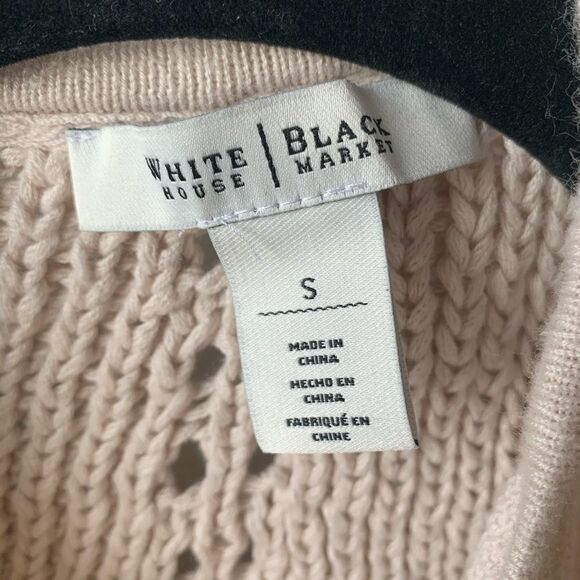 WHITE HOUSE | BLACK MARKET
S
MADE IN
CHINA
HECHO EN
CHINA
FABRIQUÉ EN
CHINE